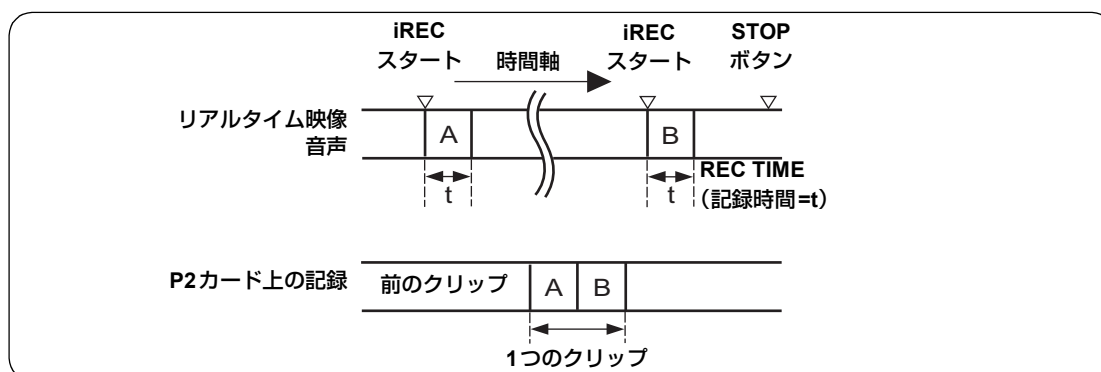 iREC
スタート
時間軸
iREC
スタート
STOP
ボタン
リアルタイム映像
音声
A
B
t
t
REC TIME
（記録時間=t）
P2カード上の記録
前のクリップ
A
B
1つのクリップ